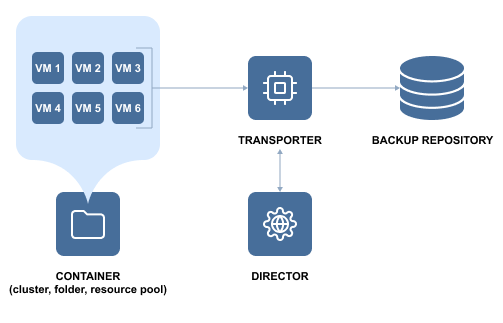 VM 1 VM 2 VM 3
VM 4 VM 5 VM 6
TRANSPORTER
BACKUP REPOSITORY
CONTAINER
(cluster, folder, resource pool)
DIRECTOR